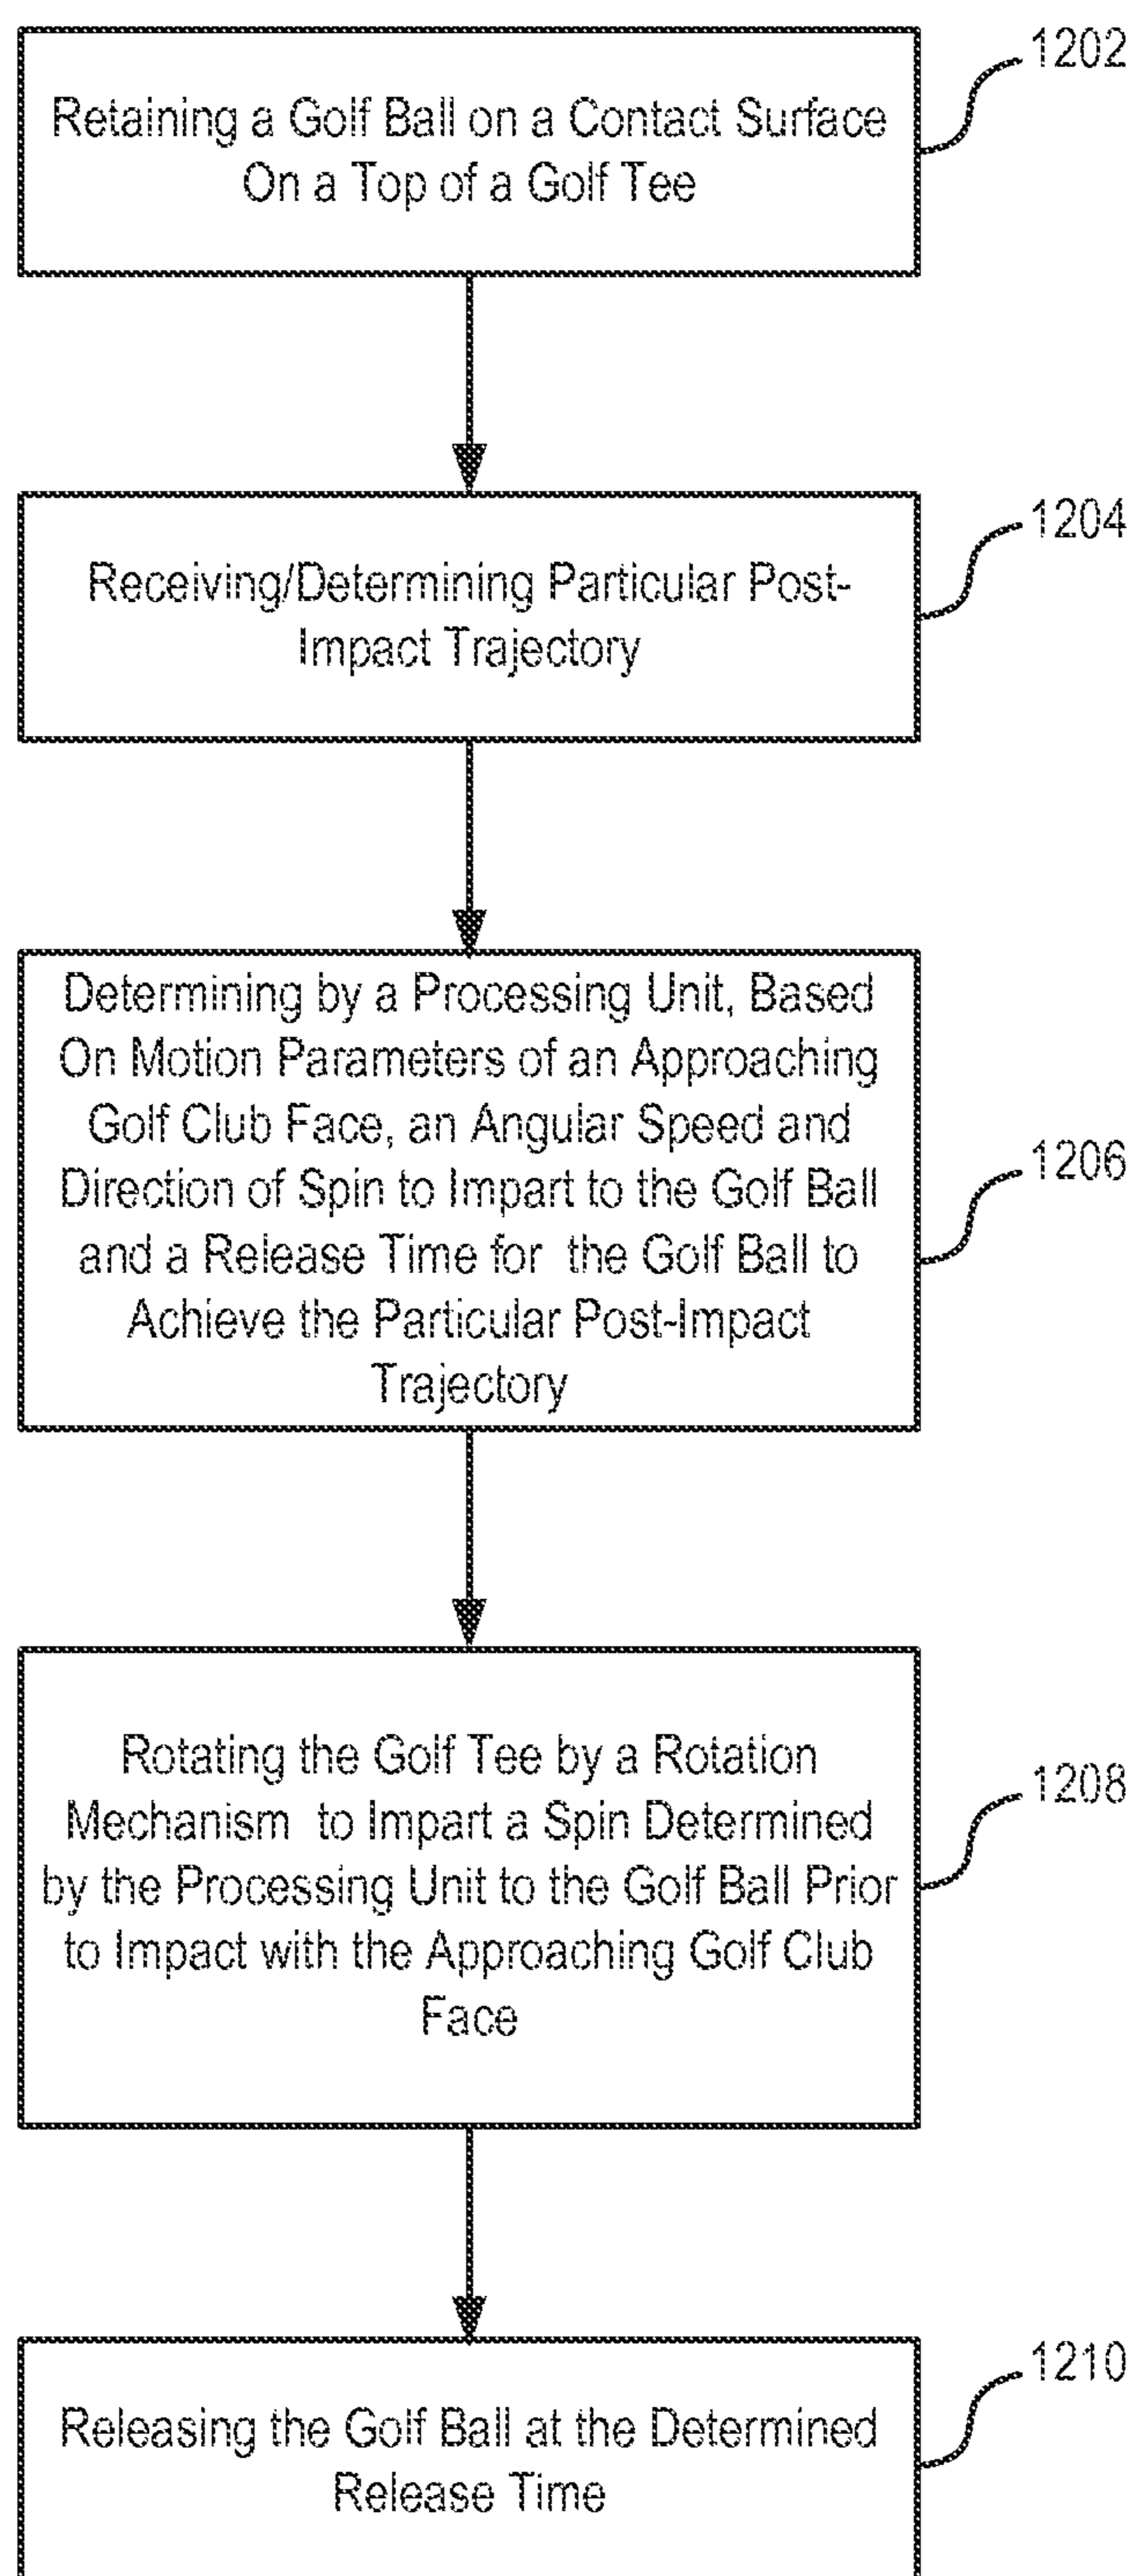 Retaining a Golf Ball on a Contact Surface
On a Top of a Golf Tee
1202
Receiving/Determining Particular Post-
Impact Trajectory
1204
Determining by a Processing Unit, Based
On Motion Parameters of an Approaching
Golf Club Face, an Angular Speed and
Direction of Spin to Impart to the Golf Ball
and a Release Time for the Golf Ball to
Achieve the Particular Post-Impact
Trajectory
1206
Rotating the Golf Tee by a Rotation
Mechanism to Impart a Spin Determined
by the Processing Unit to the Golf Ball Prior
to Impact with the Approaching Golf Club
Face
1208
Releasing the Golf Ball at the Determined
Release Time
1210